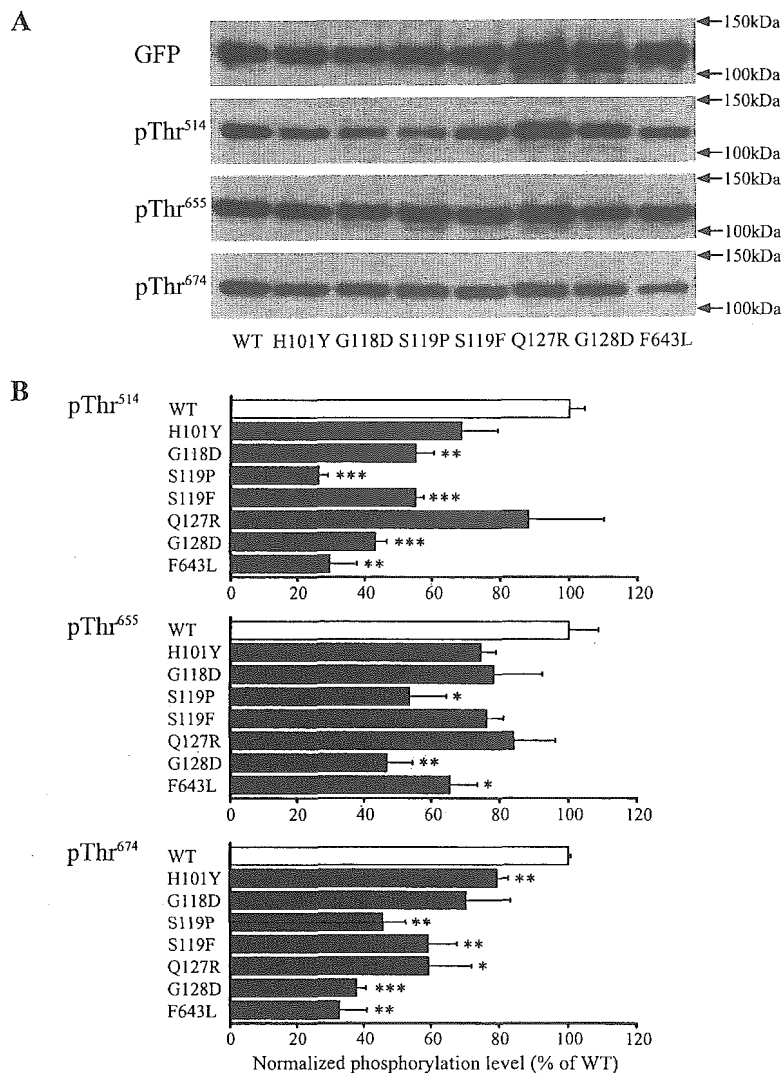 A
GFP
150kDa
100kDa
pThr514
150kDa
100kDa
pThr655
150kDa
100kDa
pThr674
150kDa
100kDa
WT H101Y G118D S119P S119F Q127R G128D F643L
B
pThr514
WT
H101Y
G118D **
S119P ***
S119F ***
Q127R
G128D ***
F643L **
0 20 40 60 80 100 120
pThr655
WT
H101Y
G118D
S119P *
S119F
Q127R
G128D **
F643L *
0 20 40 60 80 100 120
pThr674
WT
H101Y **
G118D
S119P **
S119F **
Q127R *
G128D ***
F643L **
0 20 40 60 80 100 120
Normalized phosphorylation level (% of WT)